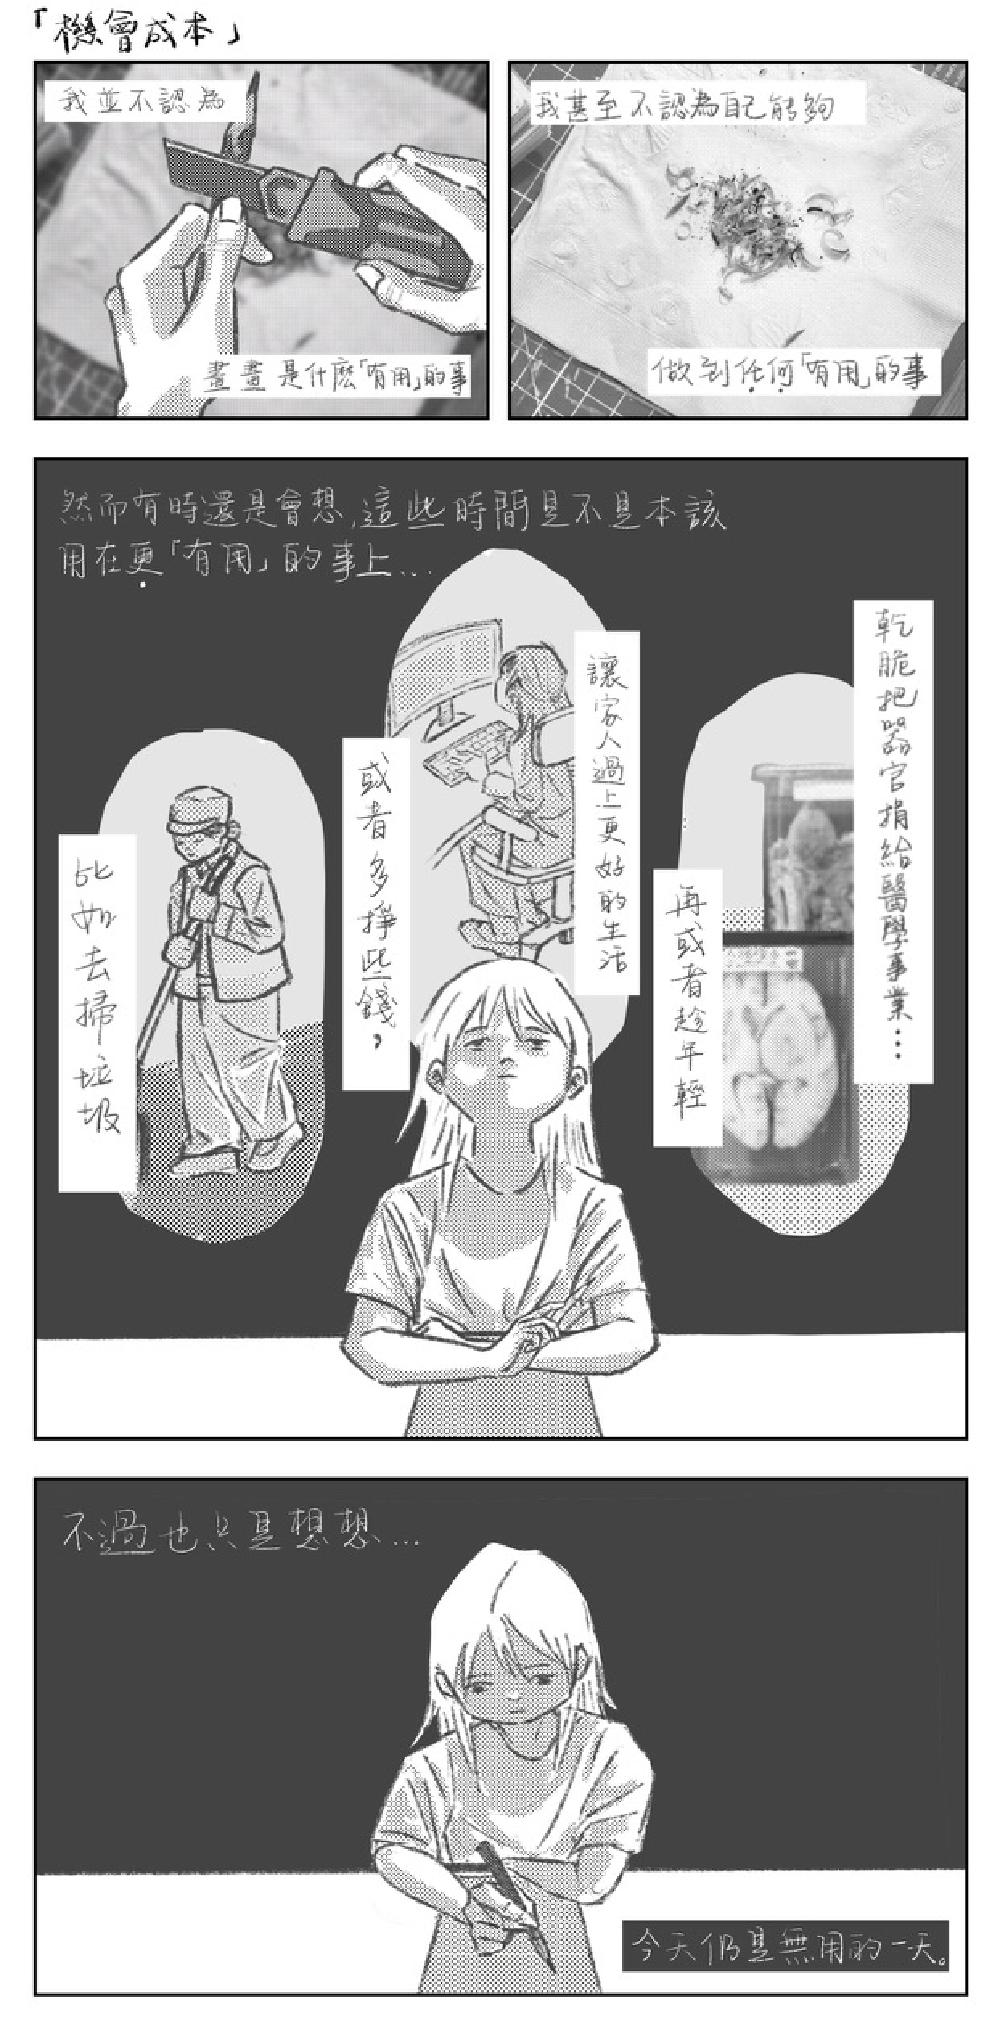 「機會成本」
我並不認為
畫畫是什麼「有用」的事
我甚至不認為自己能夠
做到任何「有用」的事
然而有時還是會想,這些時間是不是本該
用在更「有用」的事上...
比如去掃垃圾
或者多掙些錢,
讓家人過上更好的生活
再或者趁年輕
乾脆把器官捐給醫學事業...
不過也只是想想...
今天仍是無用的一天。